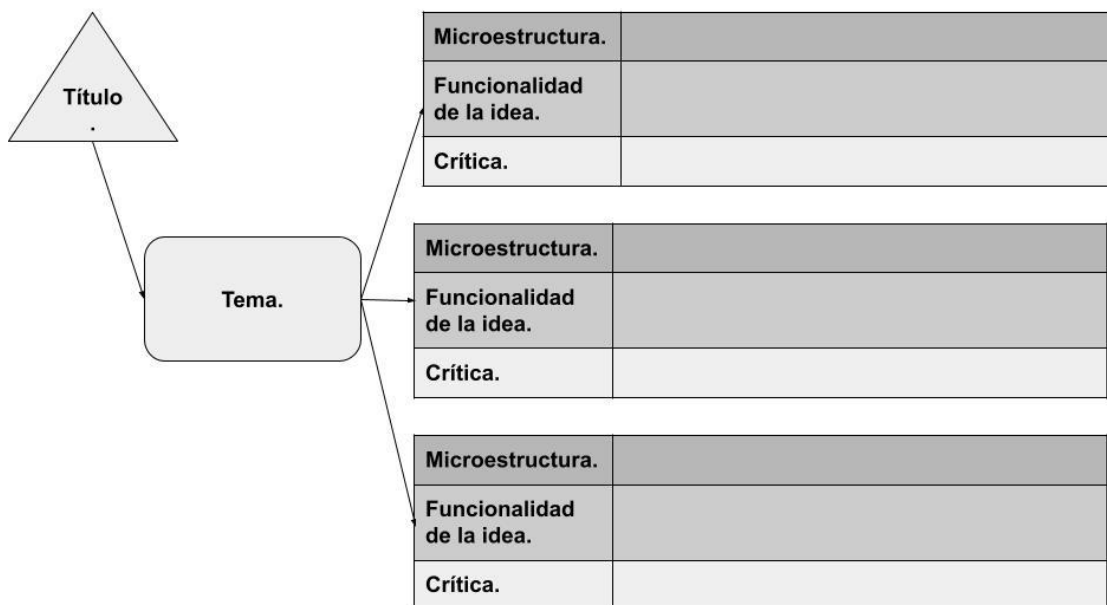 Título
.
Tema.
Microestructura.
Funcionalidad
de la idea.
Crítica.
Microestructura.
Funcionalidad
de la idea.
Crítica.
Microestructura.
Funcionalidad
de la idea.
Crítica.